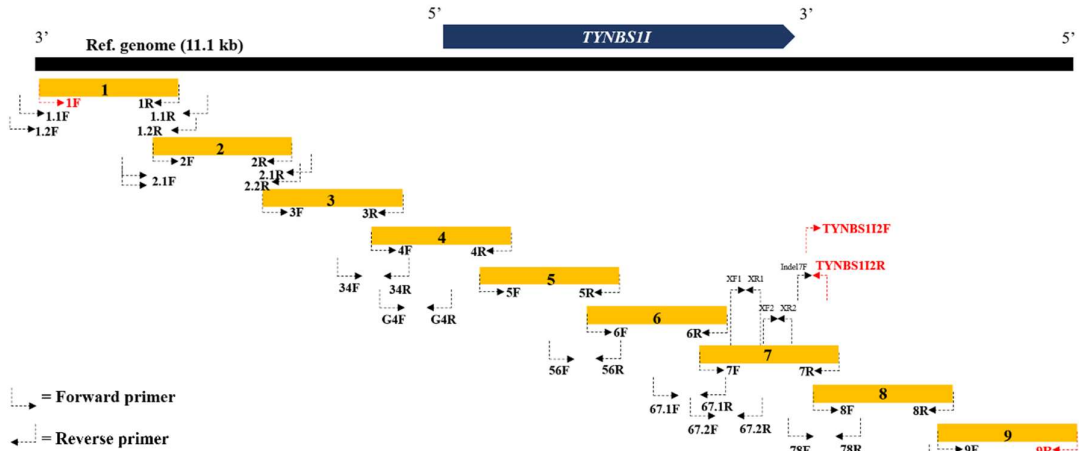 5’ 3’
TYNBS1I
3’ Ref. genome (11.1 kb) 5’
1
1F 1R
1.1F 1.1R
1.2F 1.2R
2
2F 2R
2.1F 2.1R
2.2R
3
3F 3R
TYNBS1I2F
4
4F 4R
TYNBS1I2R
Indel7F
34F 34R
5
XF1 XR1
5F 5R
G4F G4R
6
XF2 XR2
6F 6R
7
56F 56R
7F 7R
67.1F 67.1R
8
= Forward primer
8F 8R
67.2F 67.2R
9
= Reverse primer
78F 78R
9F 9R